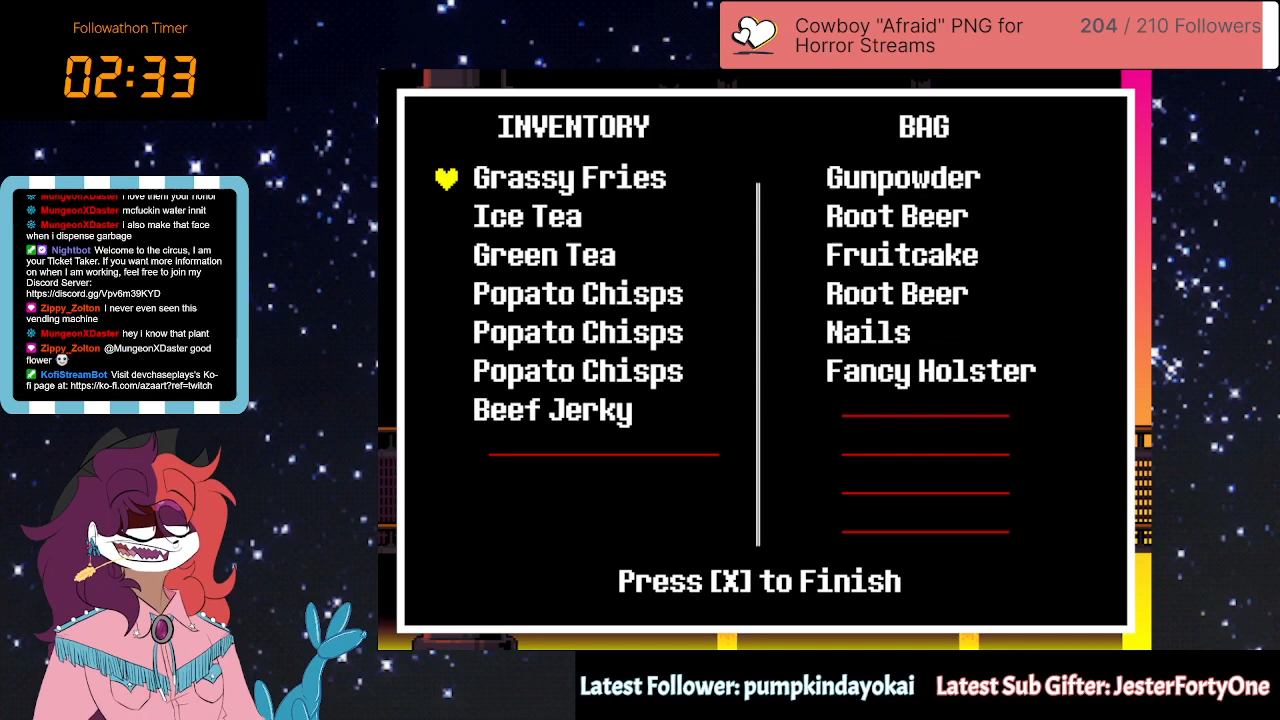 Followathon Timer
02:33
Cowboy "Afraid" PNG for
Horror Streams
204 / 210 Followers
MungeonXDaster I love them your honor
MungeonXDaster mcfuckin water innit
MungeonXDaster I also make that face
when i dispense garbage
Nightbot Welcome to the circus, I am
your Ticket Taker. If you want more Information
on when I am working, feel free to join my
Discord Server:
https://discord.gg/Vpv6m39KYD
Zippy_Zolton I never even seen this
vending machine
MungeonXDaster hey i know that plant
Zippy_Zolton @MungeonXDaster good
flower
KofiStreamBot Visit devchaseplays's Ko-
fi page at: https://ko-fi.com/azaart?ref=twitch
INVENTORY
Grassy Fries
Ice Tea
Green Tea
Popato Chisps
Popato Chisps
Popato Chisps
Beef Jerky
BAG
Gunpowder
Root Beer
Fruitcake
Root Beer
Nails
Fancy Holster
Press [X] to Finish
Latest Follower: pumpkindayokai
Latest Sub Gifter: JesterFortyOne